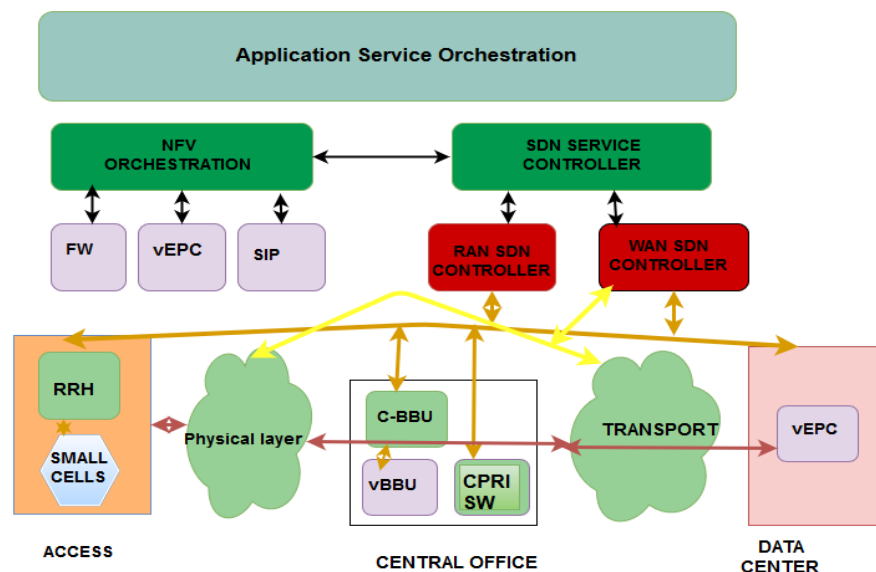 Application Service Orchestration
NFV
ORCHESTRATION
SDN SERVICE
CONTROLLER
FW
vEPC
SIP
RAN SDN
CONTROLLER
WAN SDN
CONTROLLER
RRH
SMALL
CELLS
Physical layer
C-BBU
vBBU
CPRI
SW
TRANSPORT
vEPC
ACCESS
CENTRAL OFFICE
DATA
CENTER